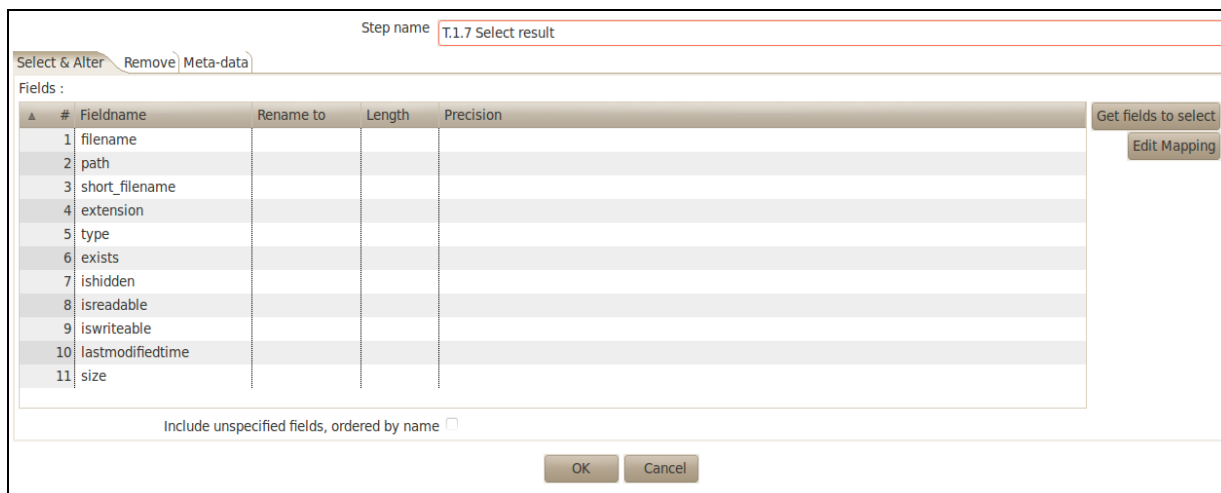 Step name T.1.7 Select result
Select & Alter Remove Meta-data
Fields :
# Fieldname Rename to Length Precision
Get fields to select
1 filename
Edit Mapping
2 path
3 short_filename
4 extension
5 type
6 exists
7 ishidden
8 isreadable
9 iswriteable
10 lastmodifiedtime
11 size
Include unspecified fields, ordered by name
OK Cancel